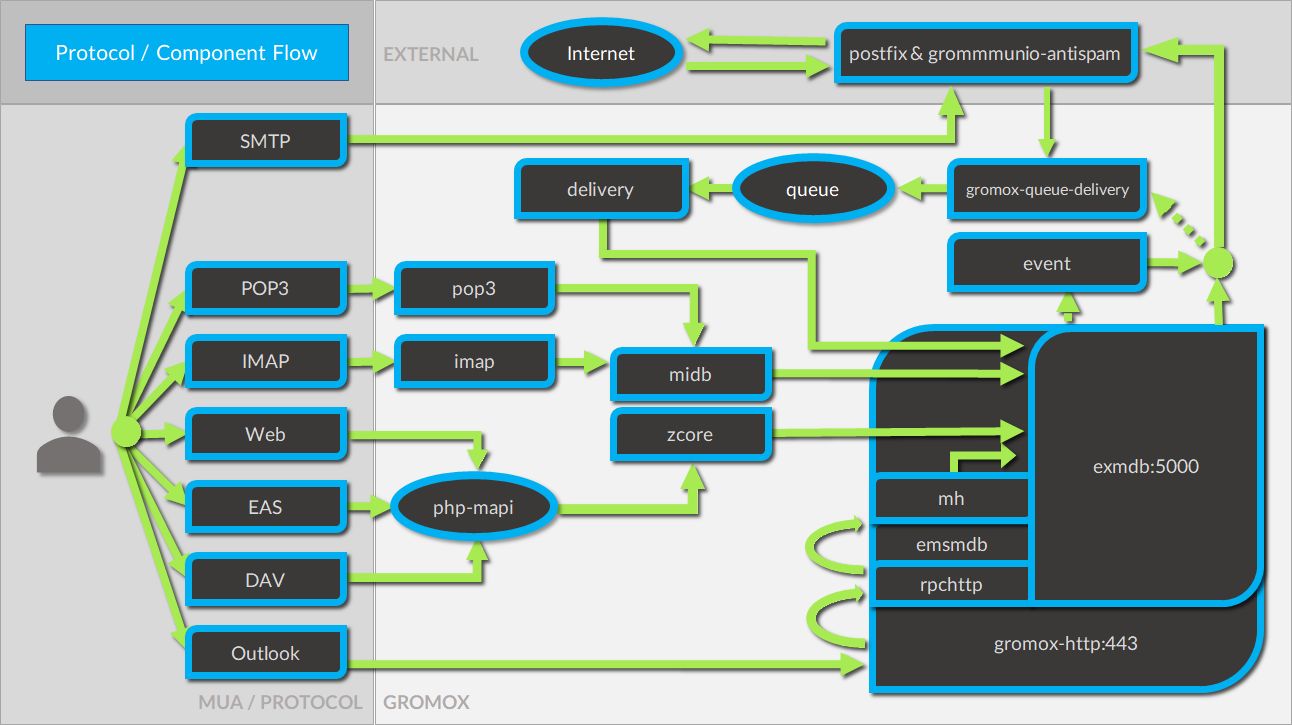 Protocol / Component Flow
EXTERNAL
Internet
postfix & grommmunio-antispam
SMTP
delivery
queue
gromox-queue-delivery
event
POP3
pop3
IMAP
imap
midb
Web
zcore
exmdb:5000
EAS
php-mapi
mh
emsmdb
DAV
rpchttp
Outlook
gromox-http:443
MUA / PROTOCOL
GROMOX